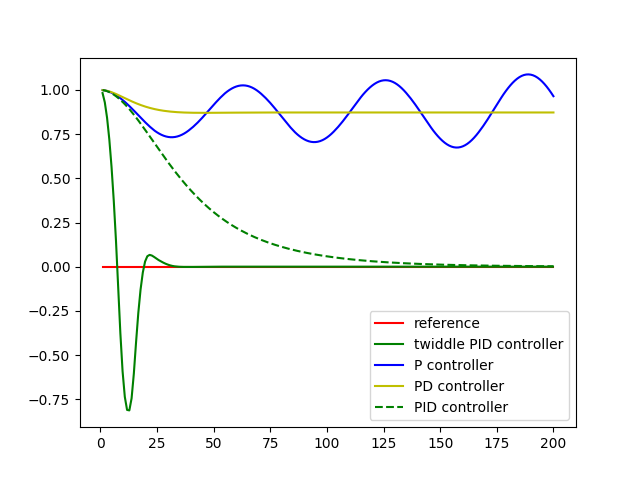 1.00
0.75
0.50
0.25
0.00
−0.25
−0.50
−0.75
reference
twiddle PID controller
P controller
PD controller
PID controller
0 25 50 75 100 125 150 175 200